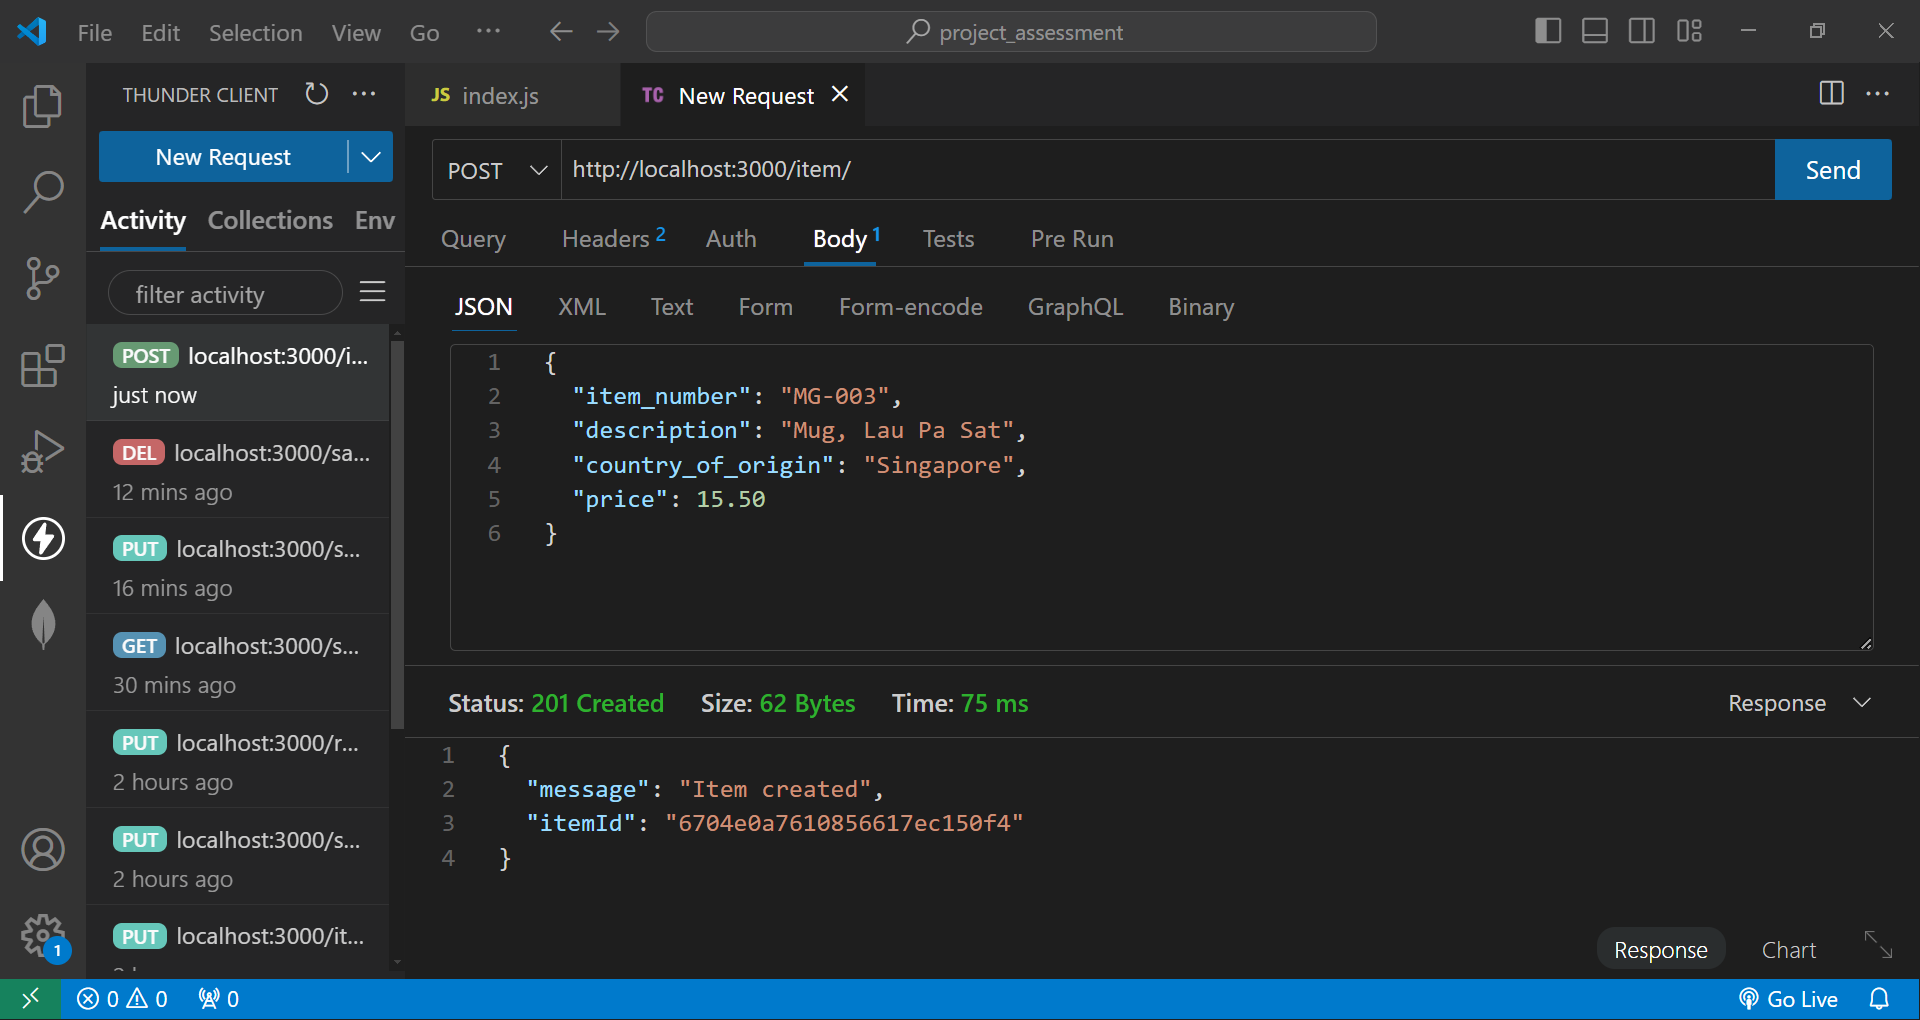 File Edit Selection View Go ··· project_assessment
THUNDER CLIENT ···
New Request
Activity Collections Env
filter activity
POST localhost:3000/i...
just now
DEL localhost:3000/sa...
12 mins ago
PUT localhost:3000/s...
16 mins ago
GET localhost:3000/s...
30 mins ago
PUT localhost:3000/r...
2 hours ago
PUT localhost:3000/s...
2 hours ago
PUT localhost:3000/it...
JS index.js TC New Request
POST http://localhost:3000/item/ Send
Query Headers 2 Auth Body 1 Tests Pre Run
JSON XML Text Form Form-encode GraphQL Binary
1 {
2 "item_number": "MG-003",
3 "description": "Mug, Lau Pa Sat",
4 "country_of_origin": "Singapore",
5 "price": 15.50
6 }
Status: 201 Created Size: 62 Bytes Time: 75 ms Response
1 {
2 "message": "Item created",
3 "itemId": "6704e0a7610856617ec150f4"
4 }
Response Chart
1
0 0 0 Go Live